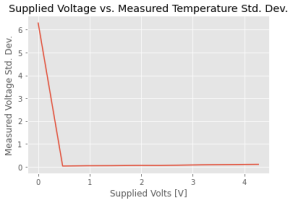 Supplied Voltage vs. Measured Temperature Std. Dev.
Measured Voltage Std. Dev.
6
5
4
3
2
1
0
0 1 2 3 4
Supplied Volts [V]